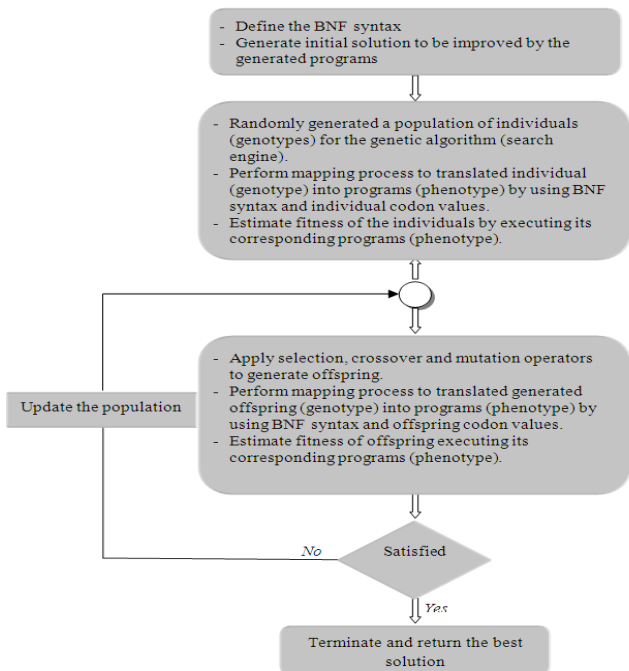 - Define the BNF syntax
- Generate initial solution to be improved by the
generated programs
- Randomly generated a population of individuals
(genotypes) for the genetic algorithm (search
engine).
- Perform mapping process to translated individual
(genotype) into programs (phenotype) by using BNF
syntax and individual codon values.
- Estimate fitness of the individuals by executing its
corresponding programs (phenotype).
- Apply selection, crossover and mutation operators
to generate offspring.
- Perform mapping process to translated generated
offspring (genotype) into programs (phenotype) by
using BNF syntax and offspring codon values.
- Estimate fitness of offspring executing its
corresponding programs (phenotype).
Update the population
No
Satisfied
Yes
Terminate and return the best
solution